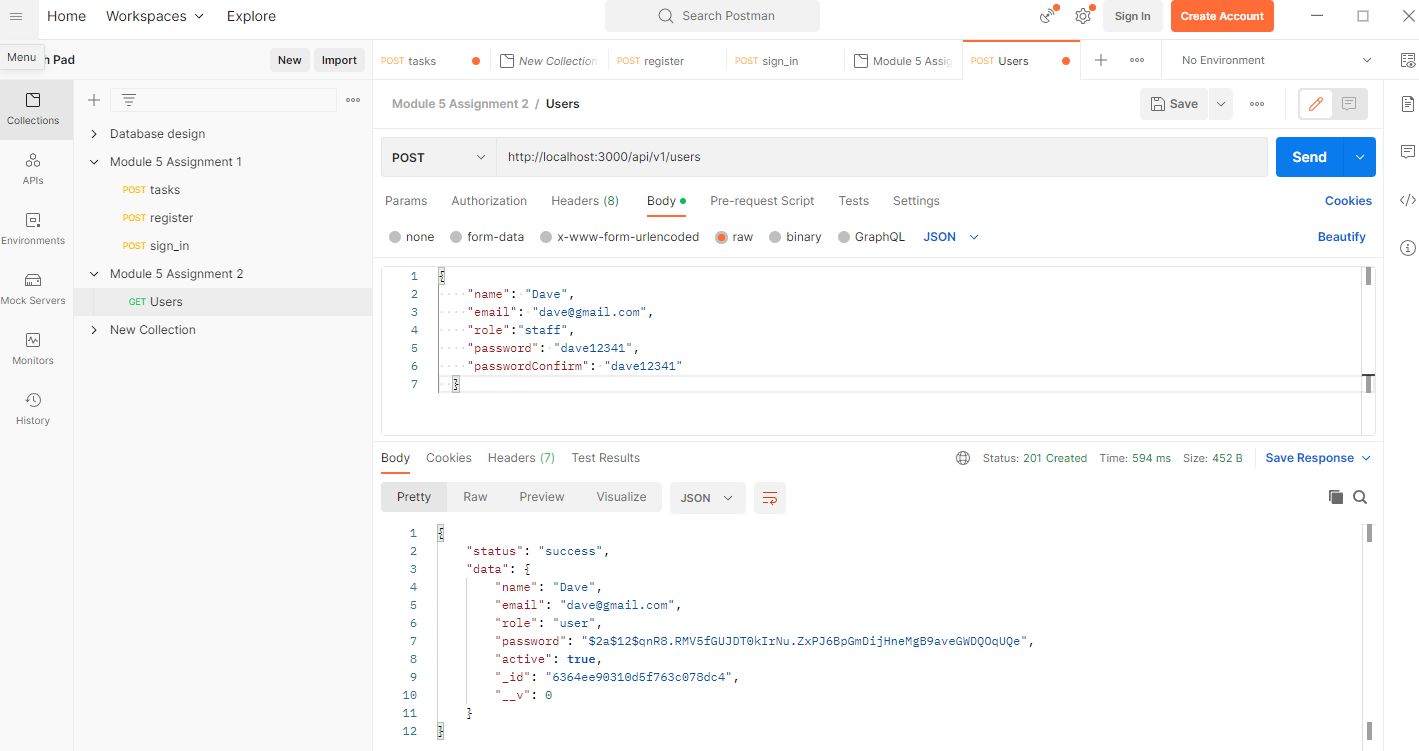 Home Workspaces Explore Search Postman Sign In Create Account
Menu
Pad New Import
POST tasks New Collection POST register POST sign_in Module 5 Assig POST Users No Environment
Module 5 Assignment 2 / Users Save
Collections
APIs
Environments
Mock Servers
Monitors
History
Database design
Module 5 Assignment 1
POST tasks
POST register
POST sign_in
Module 5 Assignment 2
GET Users
New Collection
POST http://localhost:3000/api/v1/users Send
Params Authorization Headers (8) Body Pre-request Script Tests Settings Cookies
none form-data x-www-form-urlencoded raw binary GraphQL JSON Beautify
1 {
2 "name": "Dave",
3 "email": "dave@gmail.com",
4 "role":"staff",
5 "password": "dave12341",
6 "passwordConfirm": "dave12341"
7 }
Body Cookies Headers (7) Test Results Status: 201 Created Time: 594 ms Size: 452 B Save Response
Pretty Raw Preview Visualize JSON
1 {
2 "status": "success",
3 "data": {
4 "name": "Dave",
5 "email": "dave@gmail.com",
6 "role": "user",
7 "password": "$2a$12$qnR8.RMV5fGUJDT0kIrNu.ZxPJ6BpGmDijHneMgB9aveGWDQOqUQe",
8 "active": true,
9 "_id": "6364ee90310d5f763c078dc4",
10 "__v": 0
11 }
12 }